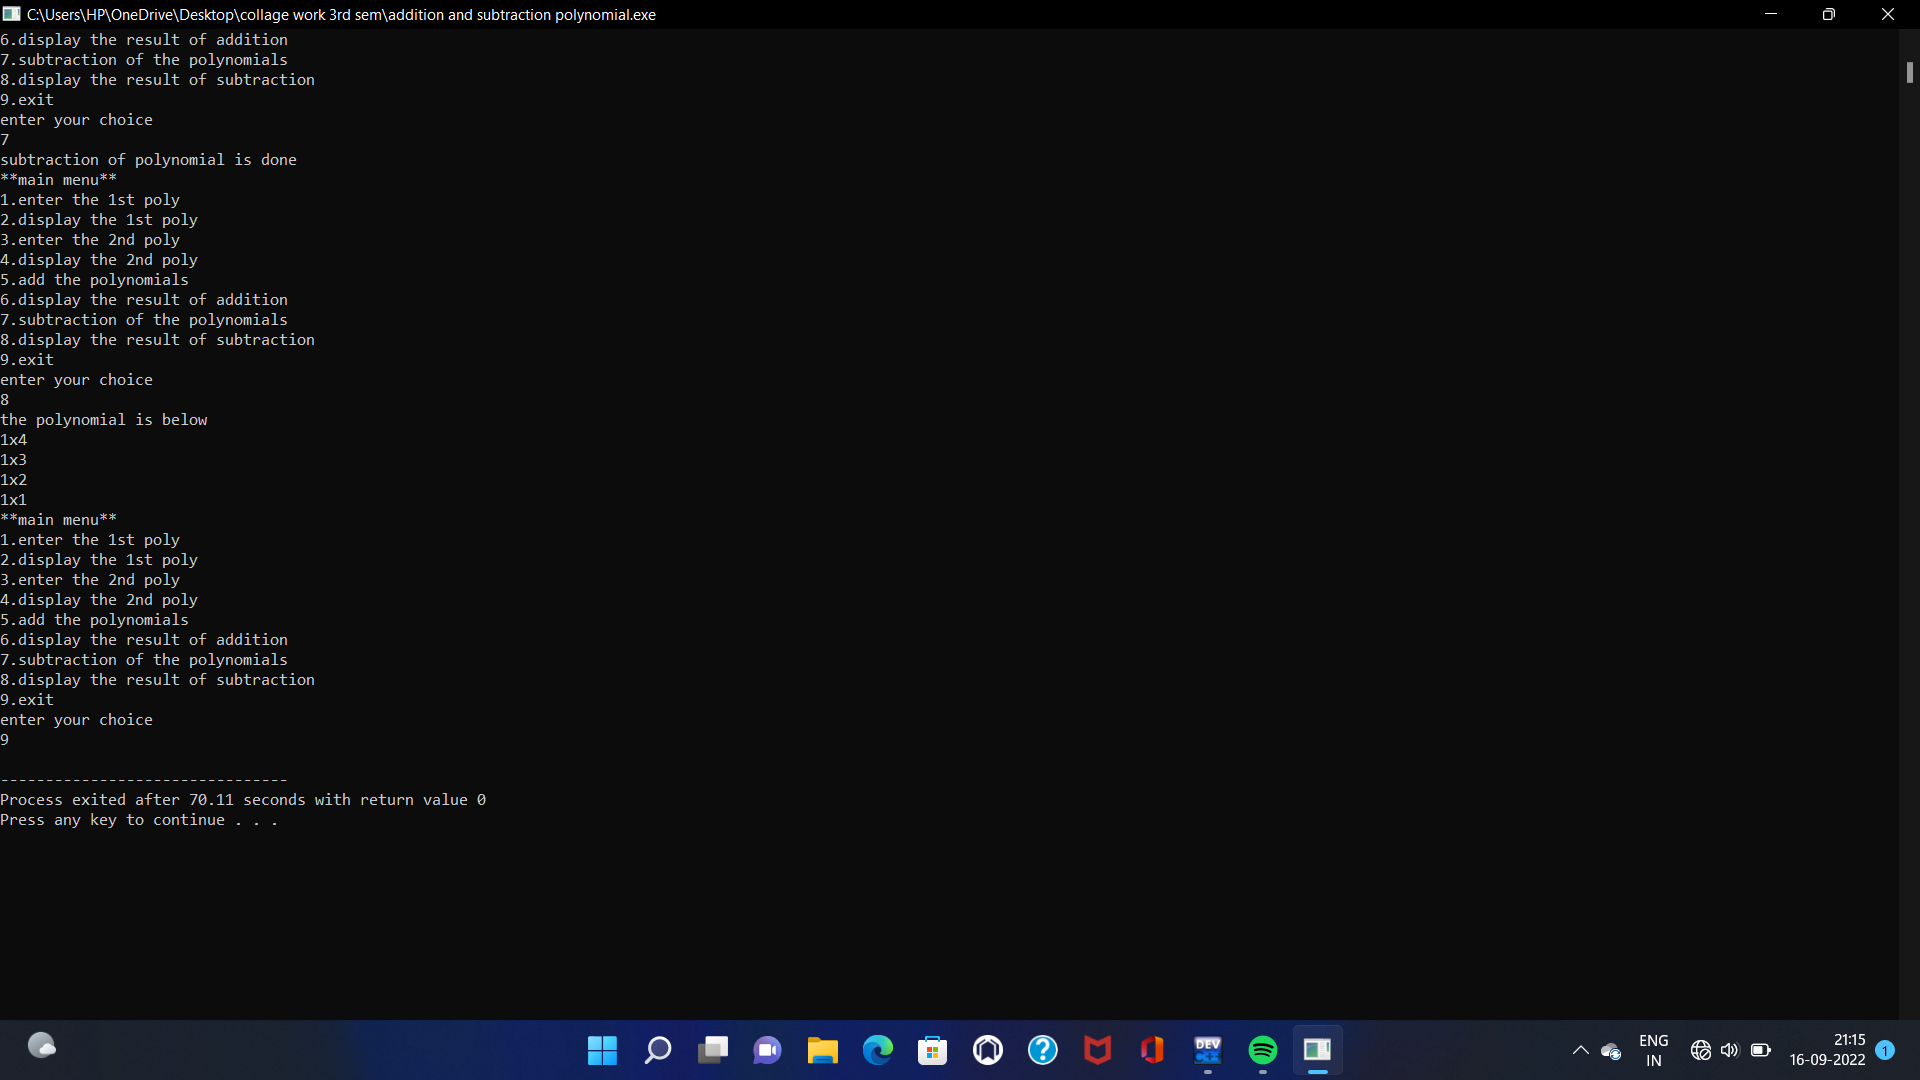 C:\Users\HP\OneDrive\Desktop\collage work 3rd sem\addition and subtraction polynomial.exe
6.display the result of addition
7.subtraction of the polynomials
8.display the result of subtraction
9.exit
enter your choice
7
subtraction of polynomial is done
**main menu**
1.enter the 1st poly
2.display the 1st poly
3.enter the 2nd poly
4.display the 2nd poly
5.add the polynomials
6.display the result of addition
7.subtraction of the polynomials
8.display the result of subtraction
9.exit
enter your choice
8
the polynomial is below
1x4
1x3
1x2
1x1
**main menu**
1.enter the 1st poly
2.display the 1st poly
3.enter the 2nd poly
4.display the 2nd poly
5.add the polynomials
6.display the result of addition
7.subtraction of the polynomials
8.display the result of subtraction
9.exit
enter your choice
9
--------------------------------
Process exited after 70.11 seconds with return value 0
Press any key to continue . . .
DEV
C++
ENG
IN
21:15
16-09-2022
1